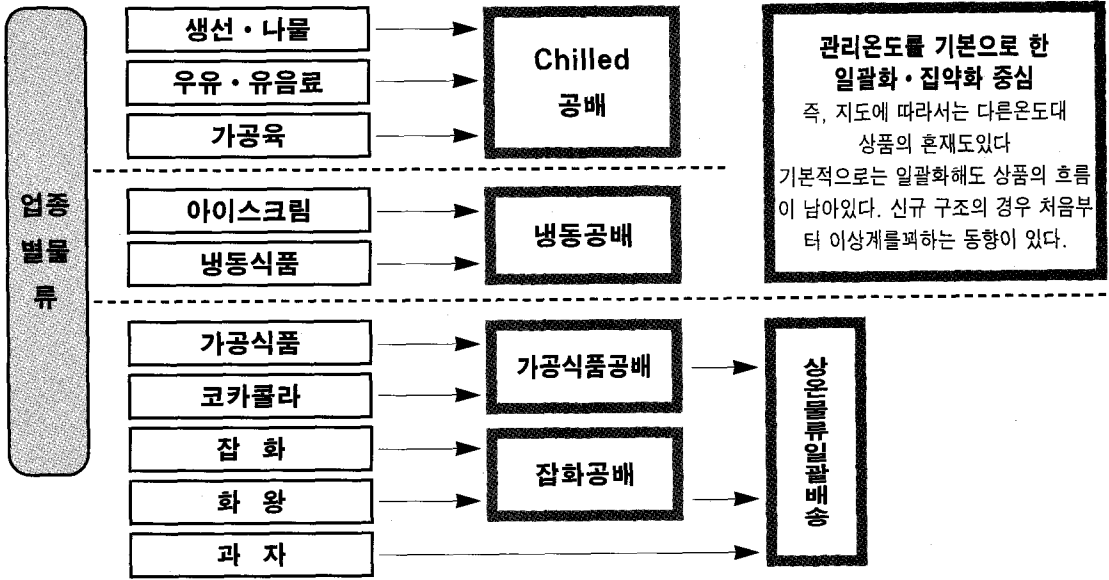 업종
별물
류
생선・나물
우유・유음료
가공육
Chilled
공배
관리온도를 기본으로 한
일괄화・집약화 중심
즉, 지도에 따라서는 다른온도대
상품의 혼재도있다
기본적으로는 일괄화해도 상품의 흐름
이 남아있다. 신규 구조의 경우 처음부
터 이상계를꾀하는 동향이 있다.
아이스크림
냉동식품
냉동공배
가공식품
코카콜라
잡 화
화 왕
과 자
가공식품공배
잡화공배
상온물류일괄배송